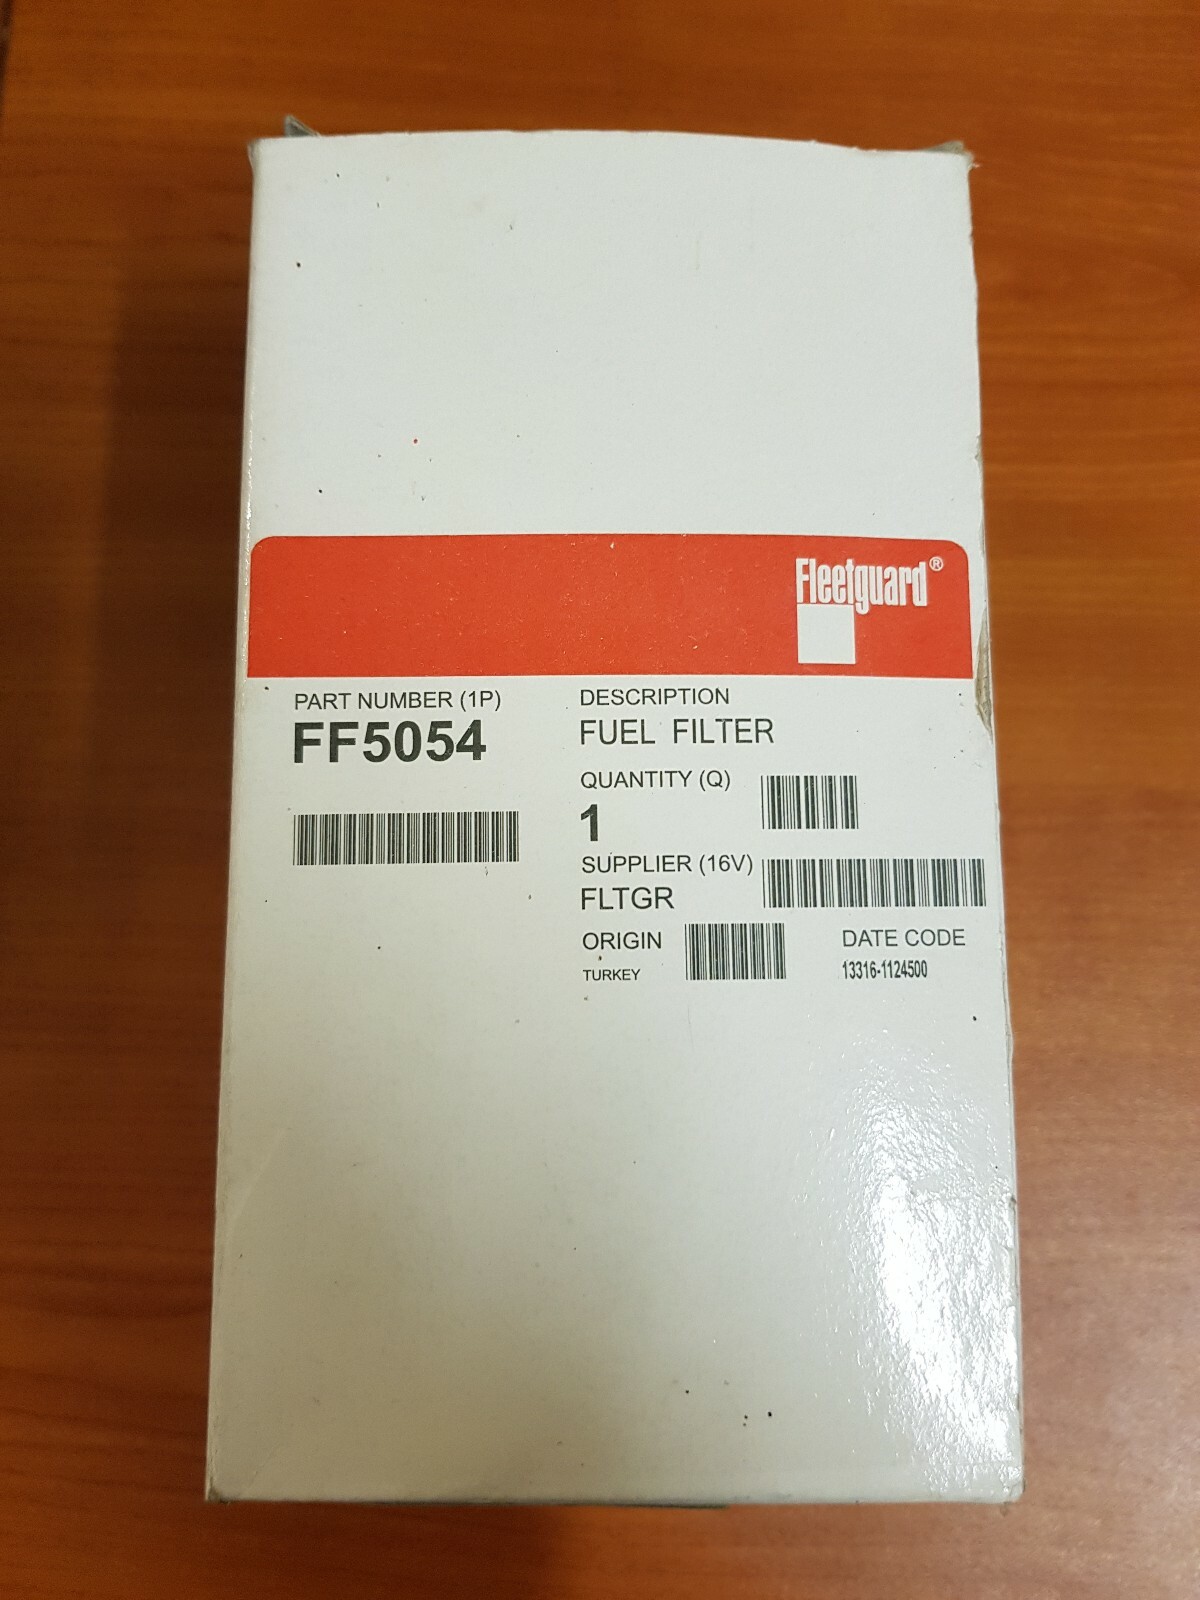 Fleetguard®
PART NUMBER (1P)
FF5054
DESCRIPTION
FUEL FILTER
QUANTITY (Q)
1
SUPPLIER (16V)
FLTGR
ORIGIN
TURKEY
DATE CODE
13316-1124500